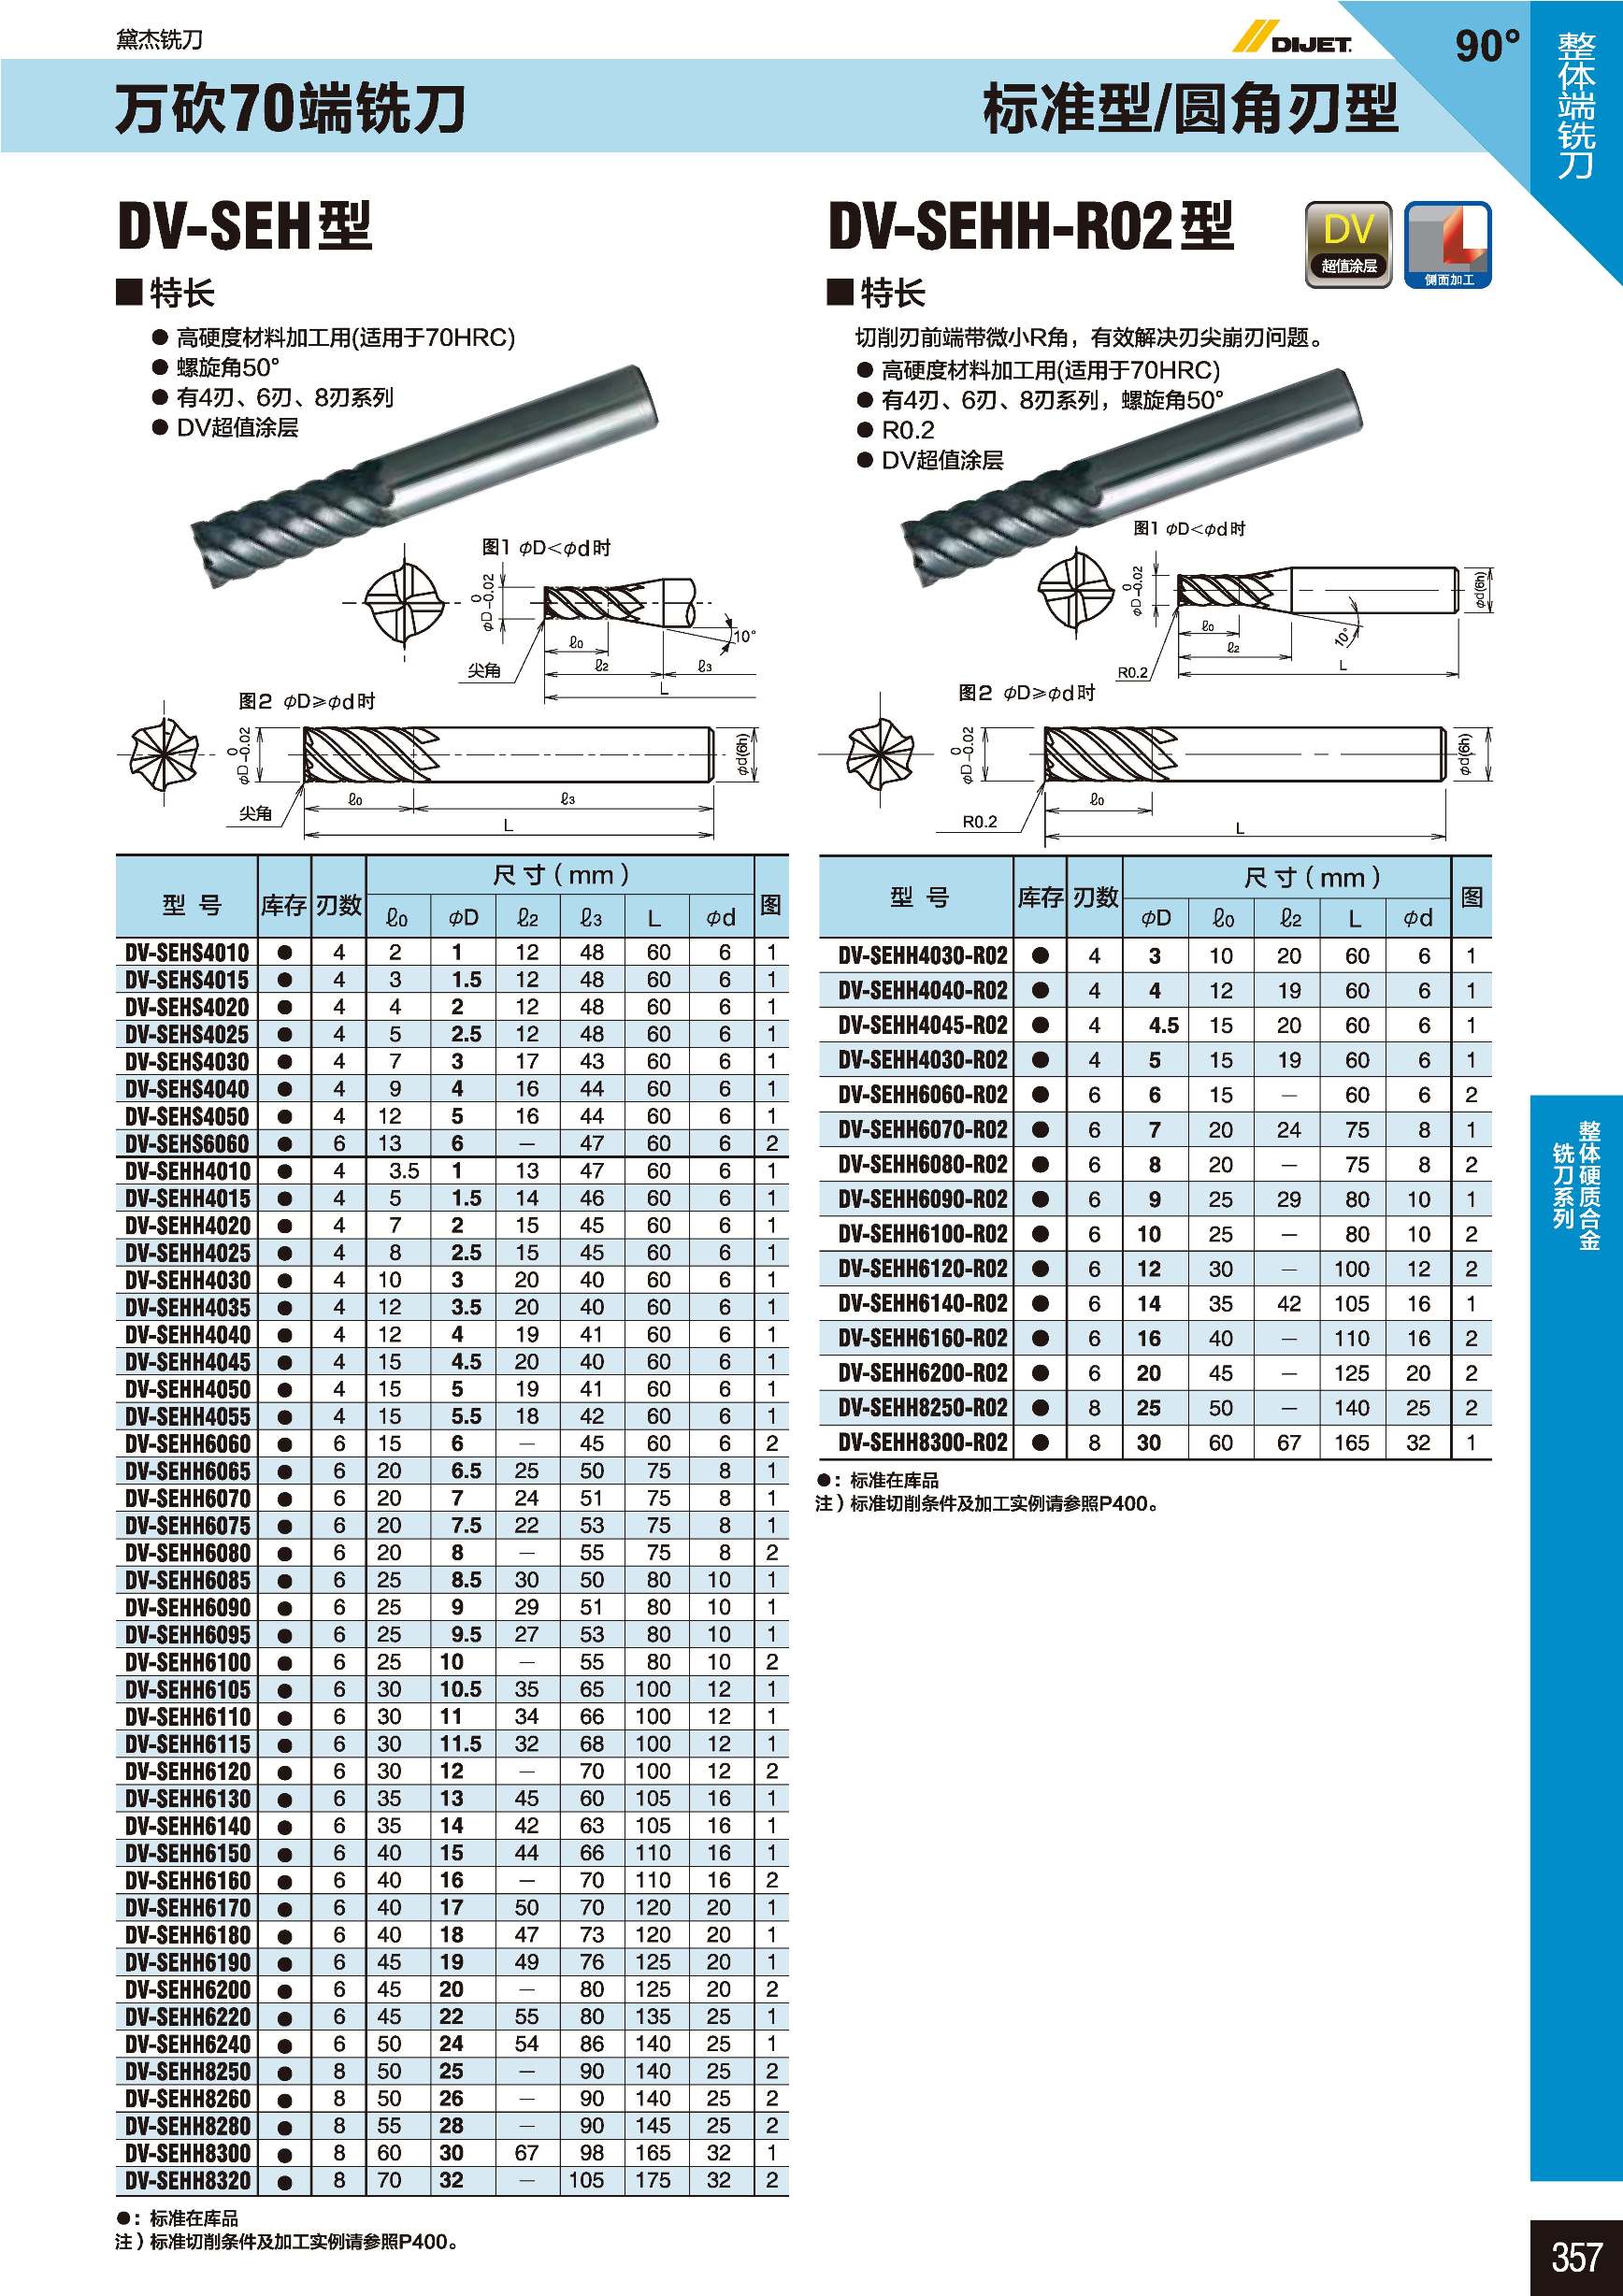 黛杰铣刀
DIJET.
90°
整体端铣刀
万砍70端铣刀
标准型/圆角刃型
DV-SEH型
■特长
● 高硬度材料加工用(适用于70HRC)
● 螺旋角50°
● 有4刃、6刃、8刃系列
● DV超值涂层
图1 φD<φd时
φD 0 -0.02
10°
尖角
ℓ0
ℓ2
ℓ3
L
图2 φD≥φd时
φD 0 -0.02
φd(6h)
尖角
ℓ0
ℓ3
L
型 号 库存 刃数 尺 寸 ( mm ) 图
ℓ0 φD ℓ2 ℓ3 L φd
DV-SEHS4010 ● 4 2 1 12 48 60 6 1
DV-SEHS4015 ● 4 3 1.5 12 48 60 6 1
DV-SEHS4020 ● 4 4 2 12 48 60 6 1
DV-SEHS4025 ● 4 5 2.5 12 48 60 6 1
DV-SEHS4030 ● 4 7 3 17 43 60 6 1
DV-SEHS4040 ● 4 9 4 16 44 60 6 1
DV-SEHS4050 ● 4 12 5 16 44 60 6 1
DV-SEHS6060 ● 6 13 6 — 47 60 6 2
DV-SEHH4010 ● 4 3.5 1 13 47 60 6 1
DV-SEHH4015 ● 4 5 1.5 14 46 60 6 1
DV-SEHH4020 ● 4 7 2 15 45 60 6 1
DV-SEHH4025 ● 4 8 2.5 15 45 60 6 1
DV-SEHH4030 ● 4 10 3 20 40 60 6 1
DV-SEHH4035 ● 4 12 3.5 20 40 60 6 1
DV-SEHH4040 ● 4 12 4 19 41 60 6 1
DV-SEHH4045 ● 4 15 4.5 20 40 60 6 1
DV-SEHH4050 ● 4 15 5 19 41 60 6 1
DV-SEHH4055 ● 4 15 5.5 18 42 60 6 1
DV-SEHH6060 ● 6 15 6 — 45 60 6 2
DV-SEHH6065 ● 6 20 6.5 25 50 75 8 1
DV-SEHH6070 ● 6 20 7 24 51 75 8 1
DV-SEHH6075 ● 6 20 7.5 22 53 75 8 1
DV-SEHH6080 ● 6 20 8 — 55 75 8 2
DV-SEHH6085 ● 6 25 8.5 30 50 80 10 1
DV-SEHH6090 ● 6 25 9 29 51 80 10 1
DV-SEHH6095 ● 6 25 9.5 27 53 80 10 1
DV-SEHH6100 ● 6 25 10 — 55 80 10 2
DV-SEHH6105 ● 6 30 10.5 35 65 100 12 1
DV-SEHH6110 ● 6 30 11 34 66 100 12 1
DV-SEHH6115 ● 6 30 11.5 32 68 100 12 1
DV-SEHH6120 ● 6 30 12 — 70 100 12 2
DV-SEHH6130 ● 6 35 13 45 60 105 16 1
DV-SEHH6140 ● 6 35 14 42 63 105 16 1
DV-SEHH6150 ● 6 40 15 44 66 110 16 1
DV-SEHH6160 ● 6 40 16 — 70 110 16 2
DV-SEHH6170 ● 6 40 17 50 70 120 20 1
DV-SEHH6180 ● 6 40 18 47 73 120 20 1
DV-SEHH6190 ● 6 45 19 49 76 125 20 1
DV-SEHH6200 ● 6 45 20 — 80 125 20 2
DV-SEHH6220 ● 6 45 22 55 80 135 25 1
DV-SEHH6240 ● 6 50 24 54 86 140 25 1
DV-SEHH8250 ● 8 50 25 — 90 140 25 2
DV-SEHH8260 ● 8 50 26 — 90 140 25 2
DV-SEHH8280 ● 8 55 28 — 90 145 25 2
DV-SEHH8300 ● 8 60 30 67 98 165 32 1
DV-SEHH8320 ● 8 70 32 — 105 175 32 2
●: 标准在库品
注) 标准切削条件及加工实例请参照P400。
DV-SEHH-R02型
DV
超值涂层
侧面加工
■特长
切削刃前端带微小R角，有效解决刃尖崩刃问题。
● 高硬度材料加工用(适用于70HRC)
● 有4刃、6刃、8刃系列，螺旋角50°
● R0.2
● DV超值涂层
图1 φD<φd时
φD 0 -0.02
φd(6h)
ℓ0
ℓ2
10°
R0.2
L
图2 φD≥φd时
φD 0 -0.02
φd(6h)
R0.2
ℓ0
L
型 号 库存 刃数 尺 寸 ( mm ) 图
φD ℓ0 ℓ2 L φd
DV-SEHH4030-R02 ● 4 3 10 20 60 6 1
DV-SEHH4040-R02 ● 4 4 12 19 60 6 1
DV-SEHH4045-R02 ● 4 4.5 15 20 60 6 1
DV-SEHH4030-R02 ● 4 5 15 19 60 6 1
DV-SEHH6060-R02 ● 6 6 15 — 60 6 2
DV-SEHH6070-R02 ● 6 7 20 24 75 8 1
DV-SEHH6080-R02 ● 6 8 20 — 75 8 2
DV-SEHH6090-R02 ● 6 9 25 29 80 10 1
DV-SEHH6100-R02 ● 6 10 25 — 80 10 2
DV-SEHH6120-R02 ● 6 12 30 — 100 12 2
DV-SEHH6140-R02 ● 6 14 35 42 105 16 1
DV-SEHH6160-R02 ● 6 16 40 — 110 16 2
DV-SEHH6200-R02 ● 6 20 45 — 125 20 2
DV-SEHH8250-R02 ● 8 25 50 — 140 25 2
DV-SEHH8300-R02 ● 8 30 60 67 165 32 1
●: 标准在库品
注) 标准切削条件及加工实例请参照P400。
整体硬质合金
铣刀系列
357